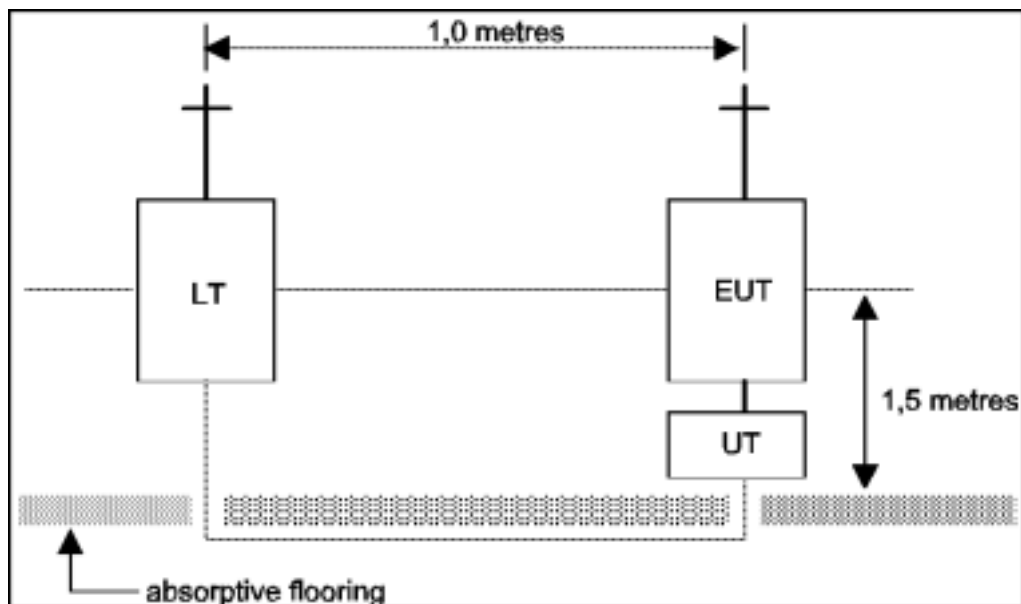 1,0 metres
LT
EUT
1,5 metres
UT
absorptive flooring